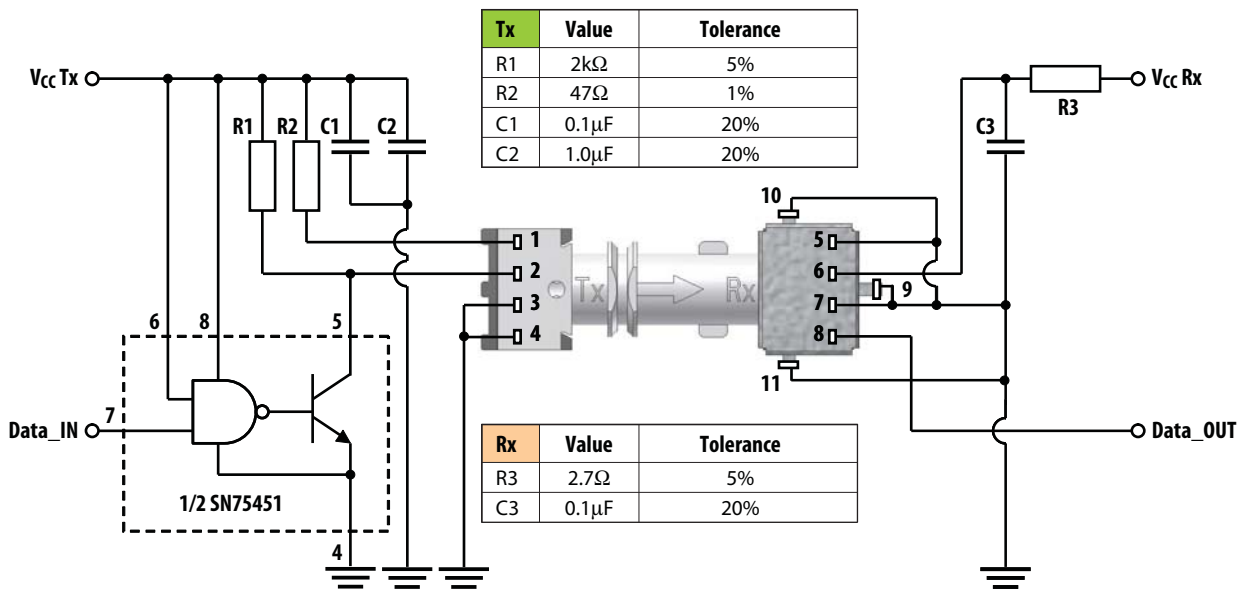 Tx Value Tolerance
R1 2kΩ 5%
R2 47Ω 1%
C1 0.1μF 20%
C2 1.0μF 20%
VCC Tx
R1 R2 C1 C2
VCC Rx
R3
C3
10
1
2
3
4
Tx
Rx
5
6
7
8
9
11
6 8 5
7
Data_IN
1/2 SN75451
4
Data_OUT
Rx Value Tolerance
R3 2.7Ω 5%
C3 0.1μF 20%